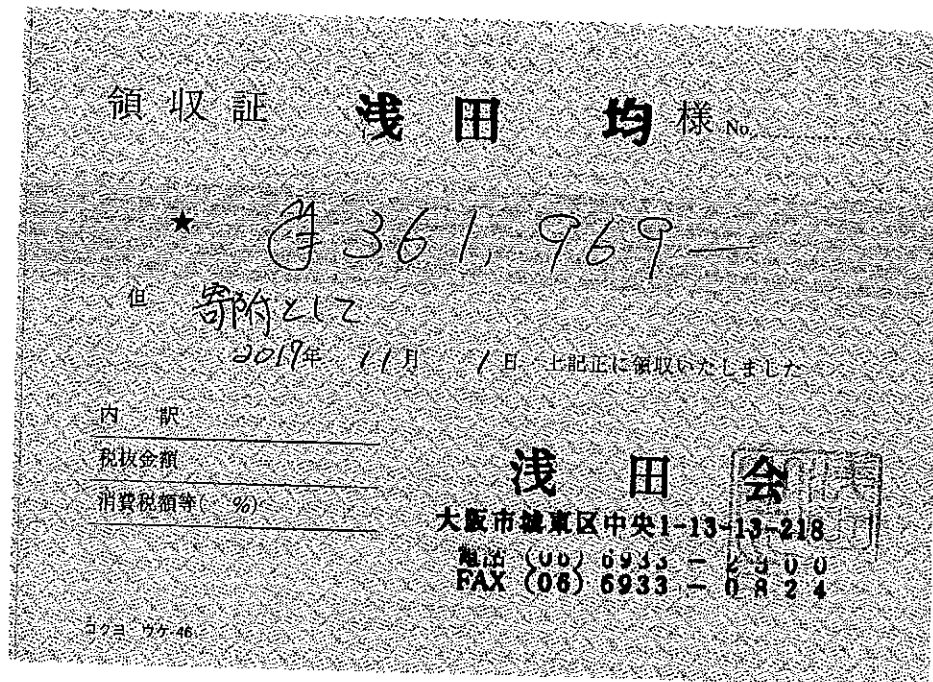 領収証 浅田 均 様 No.
★ ¥361,969—
但 寄附として
2017年 11月 1日 上記正に領収いたしました
内 訳
税抜金額
消費税額等( %)
浅 田 会
大阪市城東区中央1-13-13-218
電話 (06) 6933 - 2300
FAX (06) 6933 - 0824
コクヨ ウケ-46